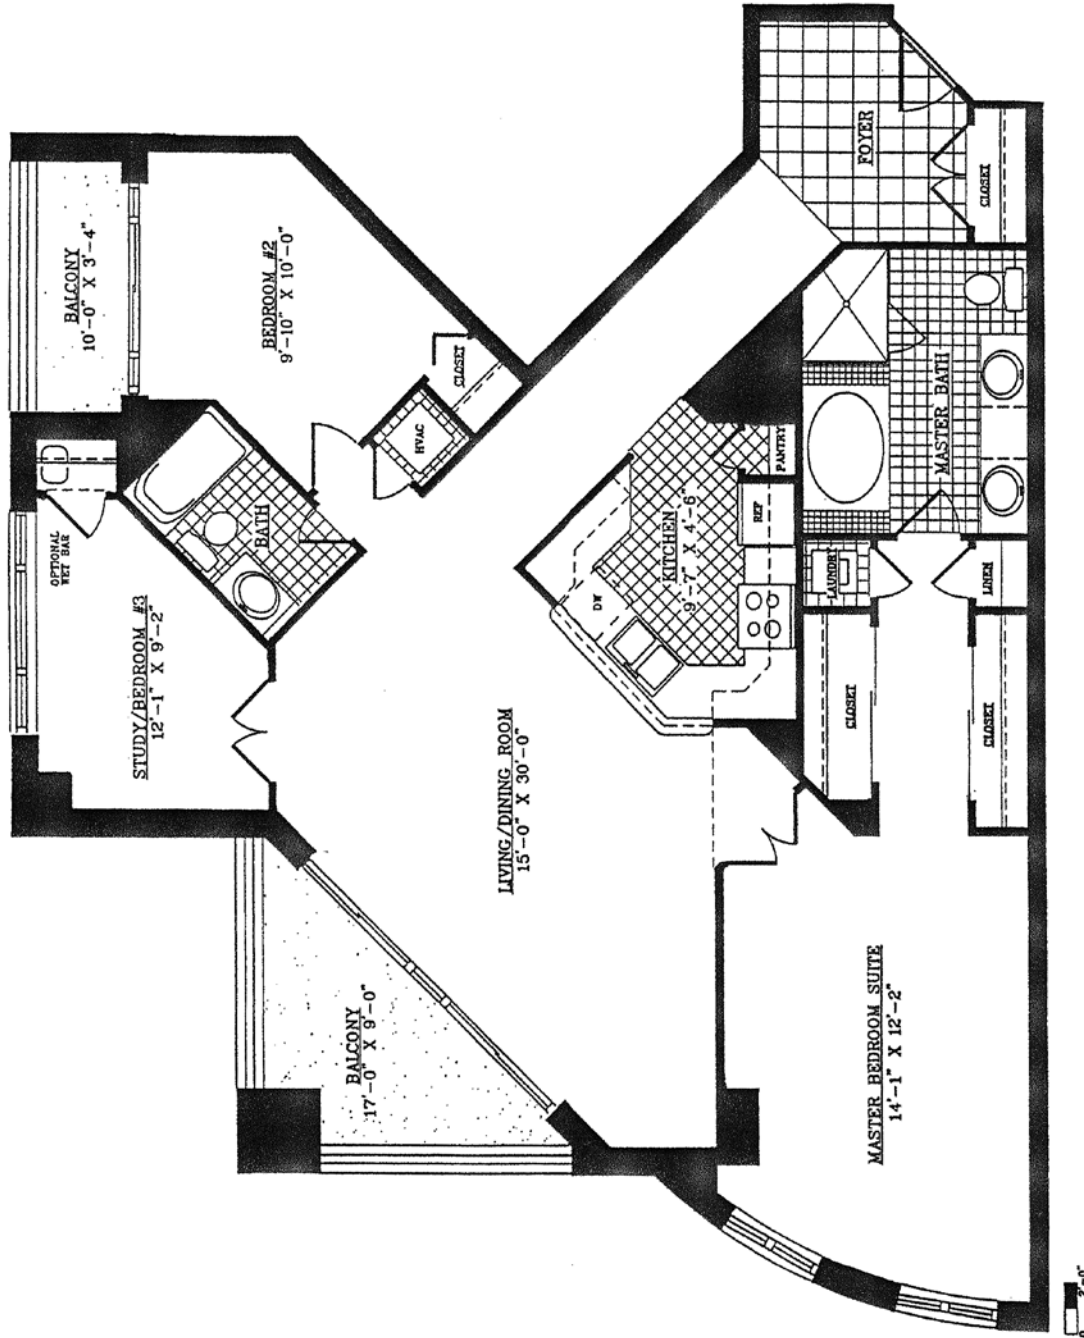 BALCONY
10'-0" X 3'-4"
BEDROOM #2
9'-10" X 10'-0"
CLOSET
HVAC
FOYER
CLOSET
OPTIONAL
WET BAR
BATH
STUDY/BEDROOM #3
12'-1" X 9'-2"
KITCHEN
9'-7" X 4'-6"
DW
REF
PANTRY
MASTER BATH
LAUNDRY
LINEN
CLOSET
CLOSET
LIVING/DINING ROOM
15'-0" X 30'-0"
BALCONY
17'-0" X 9'-0"
MASTER BEDROOM SUITE
14'-1" X 12'-2"
0